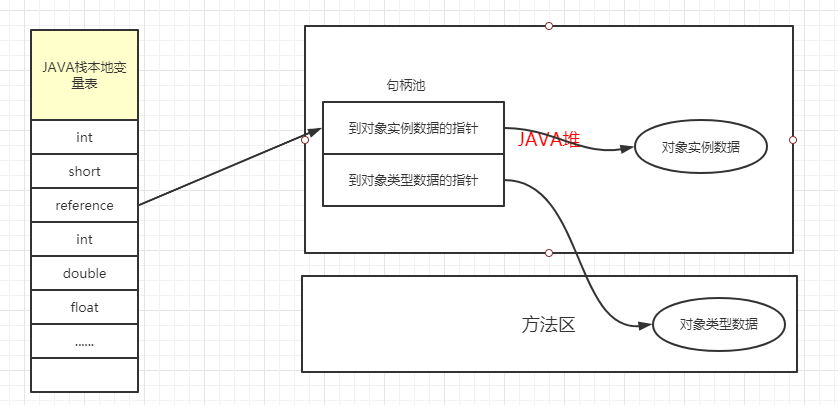 JAVA栈本地变
量表
int
short
reference
int
double
float
......
句柄池
到对象实例数据的指针
到对象类型数据的指针
JAVA堆
对象实例数据
方法区
对象类型数据